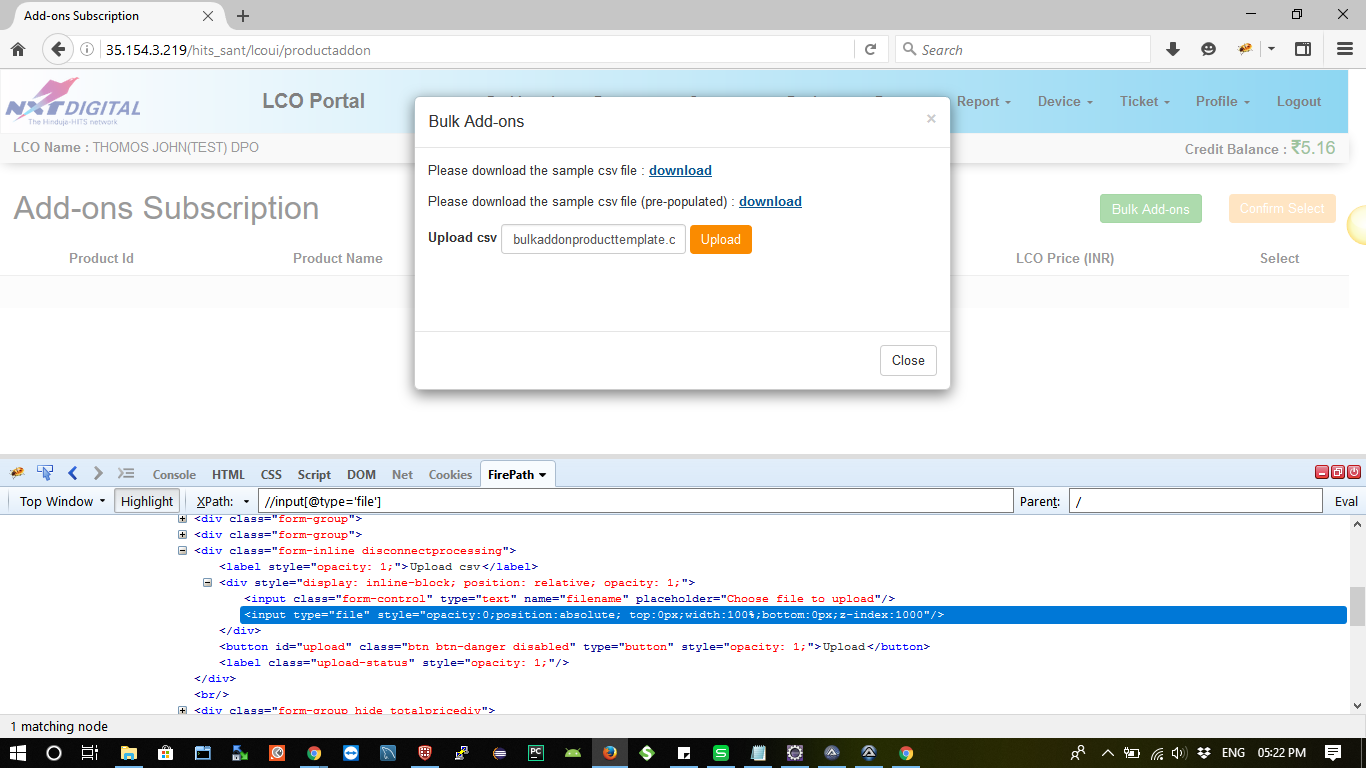 Add-ons Subscription
35.154.3.219/hits_sant/lcoui/productaddon
Search
NXTDIGITAL
The Hinduja-HITS network
LCO Portal
Report
Device
Ticket
Profile
Logout
LCO Name : THOMOS JOHN(TEST) DPO
Credit Balance : ₹5.16
Add-ons Subscription
Bulk Add-ons
Confirm Select
Product Id
Product Name
LCO Price (INR)
Select
Bulk Add-ons
×
Please download the sample csv file : download
Please download the sample csv file (pre-populated) : download
Upload csv bulkaddonproducttemplate.c Upload
Close
Console HTML CSS Script DOM Net Cookies FirePath
Top Window Highlight XPath: //input[@type='file'] Parent: / Eval
<div class="form-group">
<div class="form-group">
<div class="form-inline disconnectprocessing">
<label style="opacity: 1;">Upload csv</label>
<div style="display: inline-block; position: relative; opacity: 1;">
<input class="form-control" type="text" name="filename" placeholder="Choose file to upload"/>
<input type="file" style="opacity:0;position:absolute; top:0px;width:100%;bottom:0px;z-index:1000"/>
</div>
<button id="upload" class="btn btn-danger disabled" type="button" style="opacity: 1;">Upload</button>
<label class="upload-status" style="opacity: 1;"/>
</div>
<br/>
<div class="form-group hide totalpricediv">
1 matching node
PC
S
ENG 05:22 PM